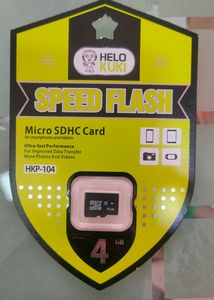 HELO
KUKI
SPEED FLASH
Micro SDHC Card
for smartphones and tablets
Ultra-fast Performance
For Improved Data Transfer
More Photos And Videos
HKP-104
4
GB